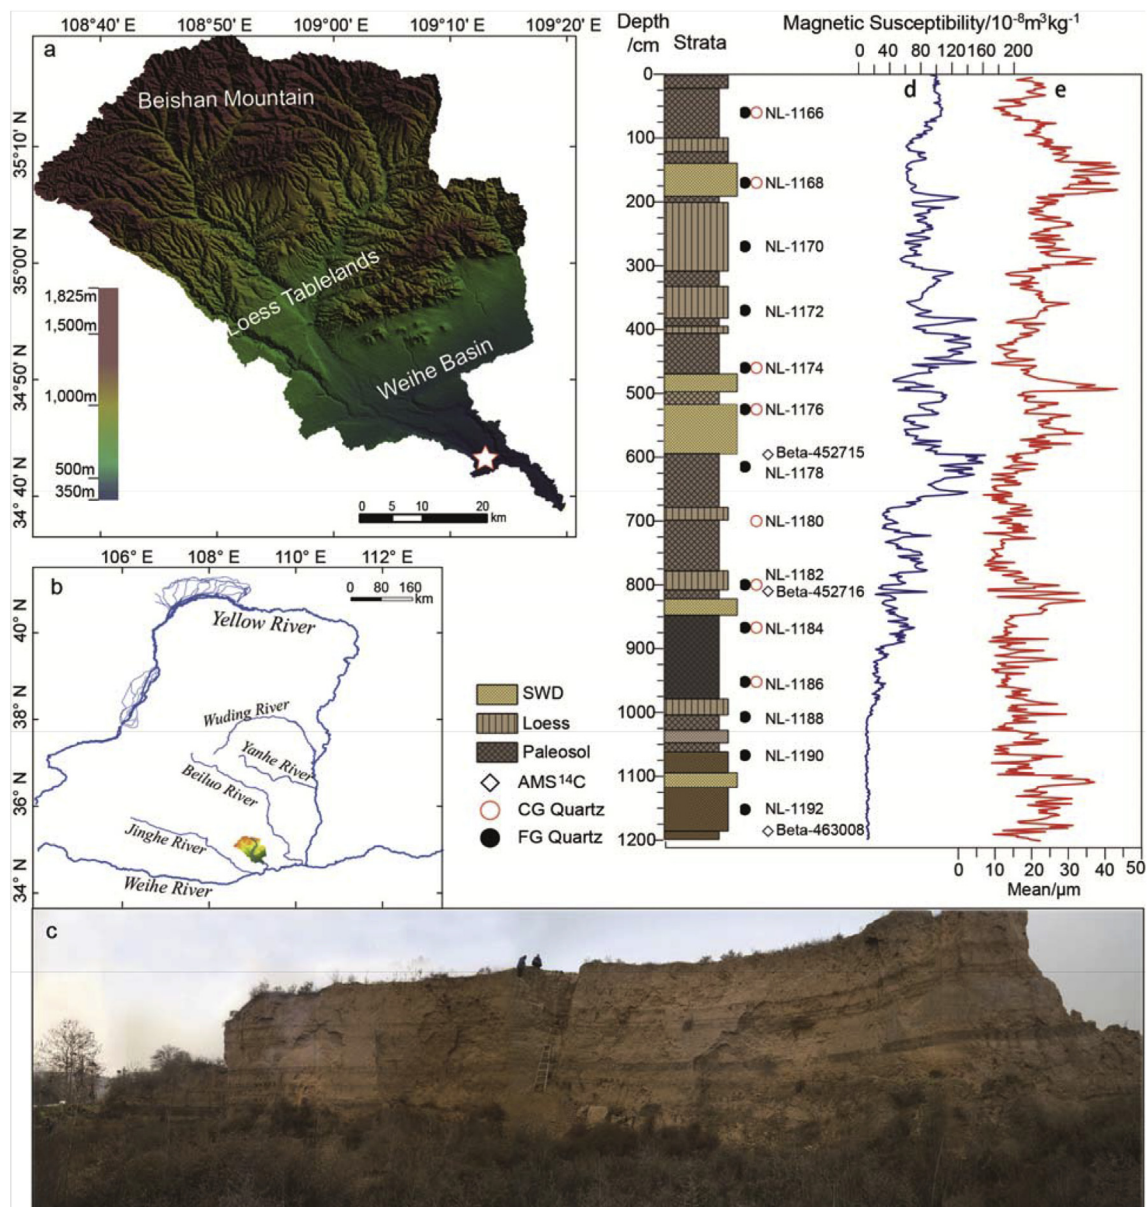 108°40' E 108°50' E 109°00' E 109°10' E 109°20' E
a
Beishan Mountain
35°10' N
35°00' N
Loess Tablelands
1,825m
1,500m
Weihe Basin
34°50' N
1,000m
500m
350m
34° 40' N
0 5 10 20
km
106° E 108° E 110° E 112° E
b
0 80 160
km
Yellow River
40° N
38° N
Wuding River
Yanhe River
Beiluo River
36° N
Jinghe River
Weihe River
34° N
SWD
Loess
Paleosol
AMS¹⁴C
CG Quartz
FG Quartz
Depth
/cm
Strata
Magnetic Susceptibility/10⁻⁸m³kg⁻¹
0 40 80 120 160 200
d
e
0
100
200
300
400
500
600
700
800
900
1000
1100
1200
NL-1166
NL-1168
NL-1170
NL-1172
NL-1174
NL-1176
Beta-452715
NL-1178
NL-1180
NL-1182
Beta-452716
NL-1184
NL-1186
NL-1188
NL-1190
NL-1192
Beta-463008
0 10 20 30 40 50
Mean/μm
c